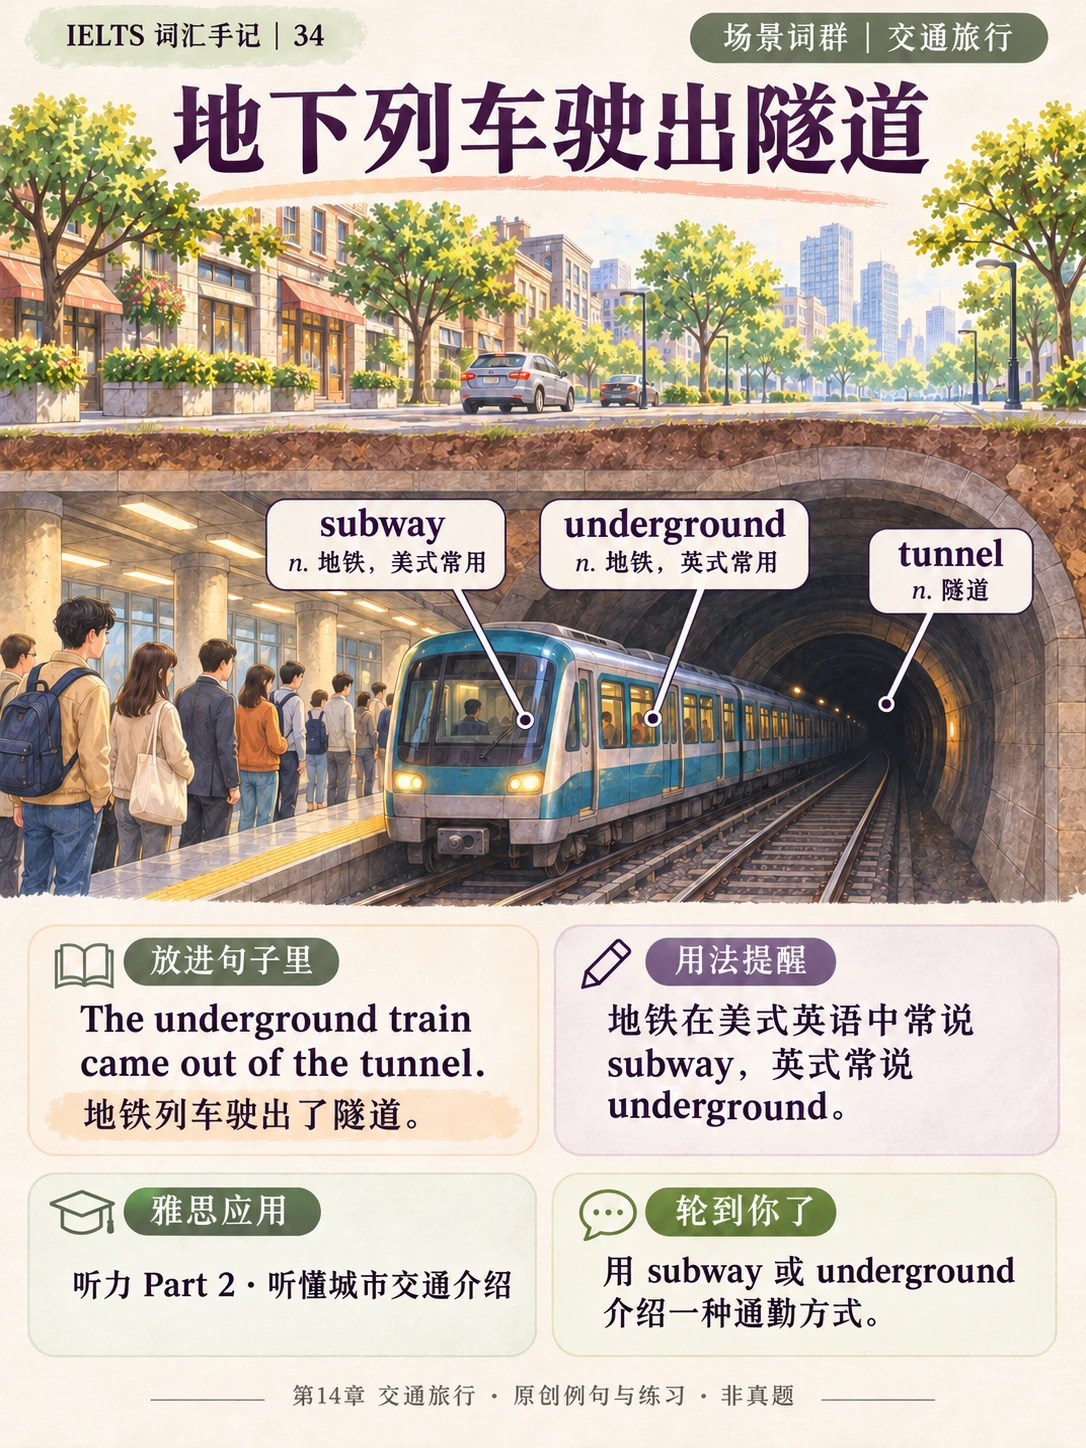 IELTS 词汇手记 | 34
场景词群 | 交通旅行
地下列车驶出隧道
subway
n. 地铁，美式常用
underground
n. 地铁，英式常用
tunnel
n. 隧道
放进句子里
The underground train
came out of the tunnel.
地铁列车驶出了隧道。
用法提醒
地铁在美式英语中常说
subway，英式常说
underground。
雅思应用
听力 Part 2 · 听懂城市交通介绍
轮到你了
用 subway 或 underground
介绍一种通勤方式。
第14章 交通旅行 · 原创例句与练习 · 非真题